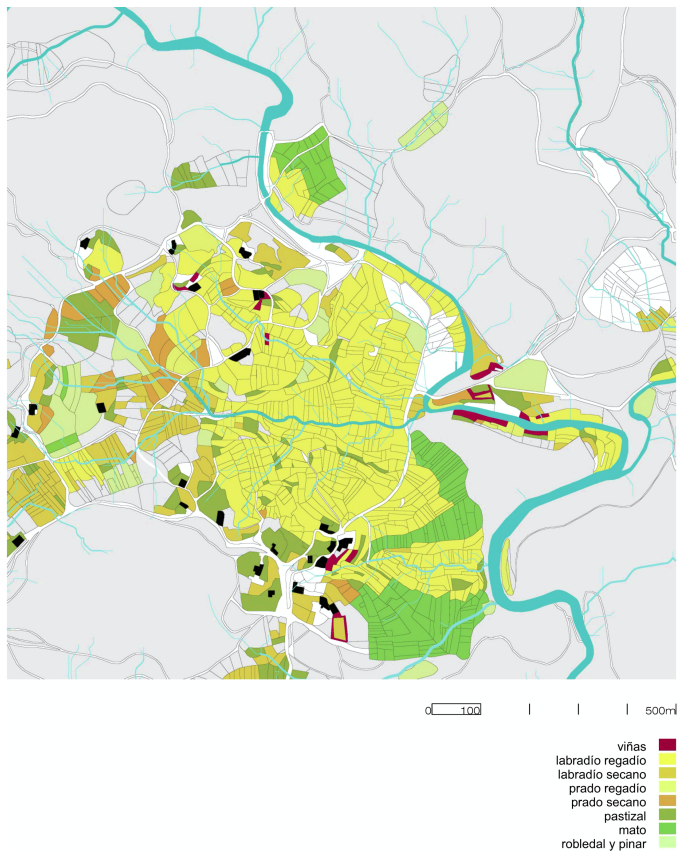 0 100 500m
viñas
labradío regadío
labradío secano
prado regadío
prado secano
pastizal
mato
robledal y pinar